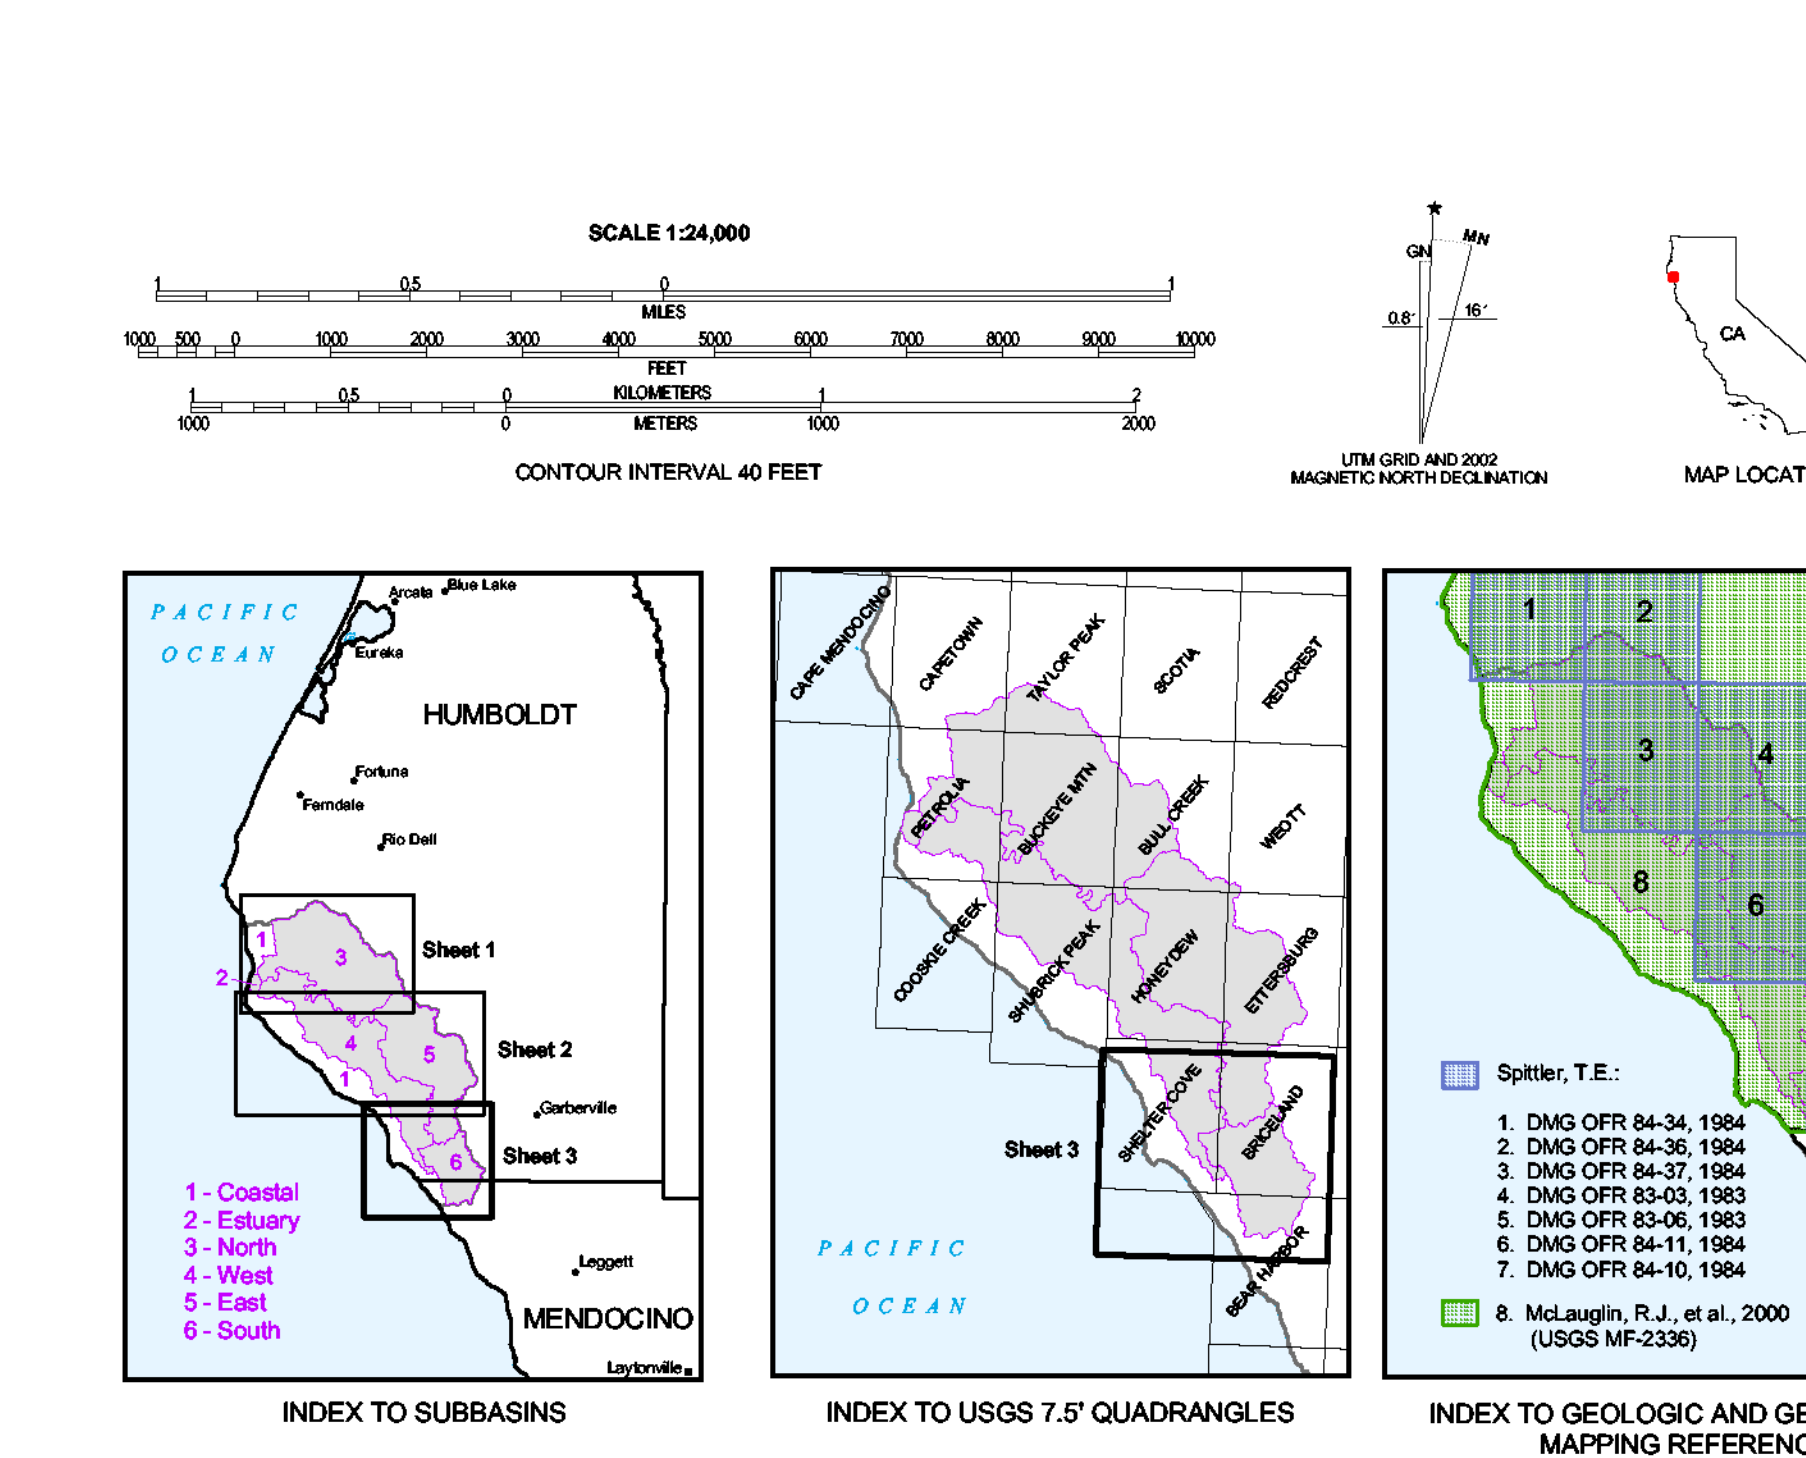 SCALE 1:24,000
1 0.5 0 1
MILES
1000 500 0 1000 2000 3000 4000 5000 6000 7000 8000 9000 10000
FEET
KILOMETERS
1 0.5 0 1 2
METERS
1000 0 1000 2000
CONTOUR INTERVAL 40 FEET
GN
MN
0.8´
16´
UTM GRID AND 2002
MAGNETIC NORTH DECLINATION
CA
MAP LOCAT
PACIFIC
OCEAN
Arcata
Blue Lake
Eureka
HUMBOLDT
Fortuna
Ferndale
Rio Dell
1
3
Sheet 1
2
4
5
Sheet 2
1
Garberville
6
Sheet 3
1 - Coastal
2 - Estuary
3 - North
4 - West
5 - East
6 - South
Leggett
MENDOCINO
Laytonville
INDEX TO SUBBASINS
CAPE MENDOCINO
CAPETOWN
TAYLOR PEAK
SCOTIA
REDCREST
PETROLIA
BUCKEYE MTN
BULL CREEK
WEOTT
COOSKIE CREEK
SHUBRICK PEAK
HONEYDEW
ETTERSBURG
SHELTER COVE
BRICELAND
Sheet 3
BEAR HARBOR
PACIFIC
OCEAN
INDEX TO USGS 7.5' QUADRANGLES
1
2
3
4
8
6
Spittler, T.E.:
1. DMG OFR 84-34, 1984
2. DMG OFR 84-36, 1984
3. DMG OFR 84-37, 1984
4. DMG OFR 83-03, 1983
5. DMG OFR 83-06, 1983
6. DMG OFR 84-11, 1984
7. DMG OFR 84-10, 1984
8. McLauglin, R.J., et al., 2000
(USGS MF-2336)
INDEX TO GEOLOGIC AND GE
MAPPING REFERENC